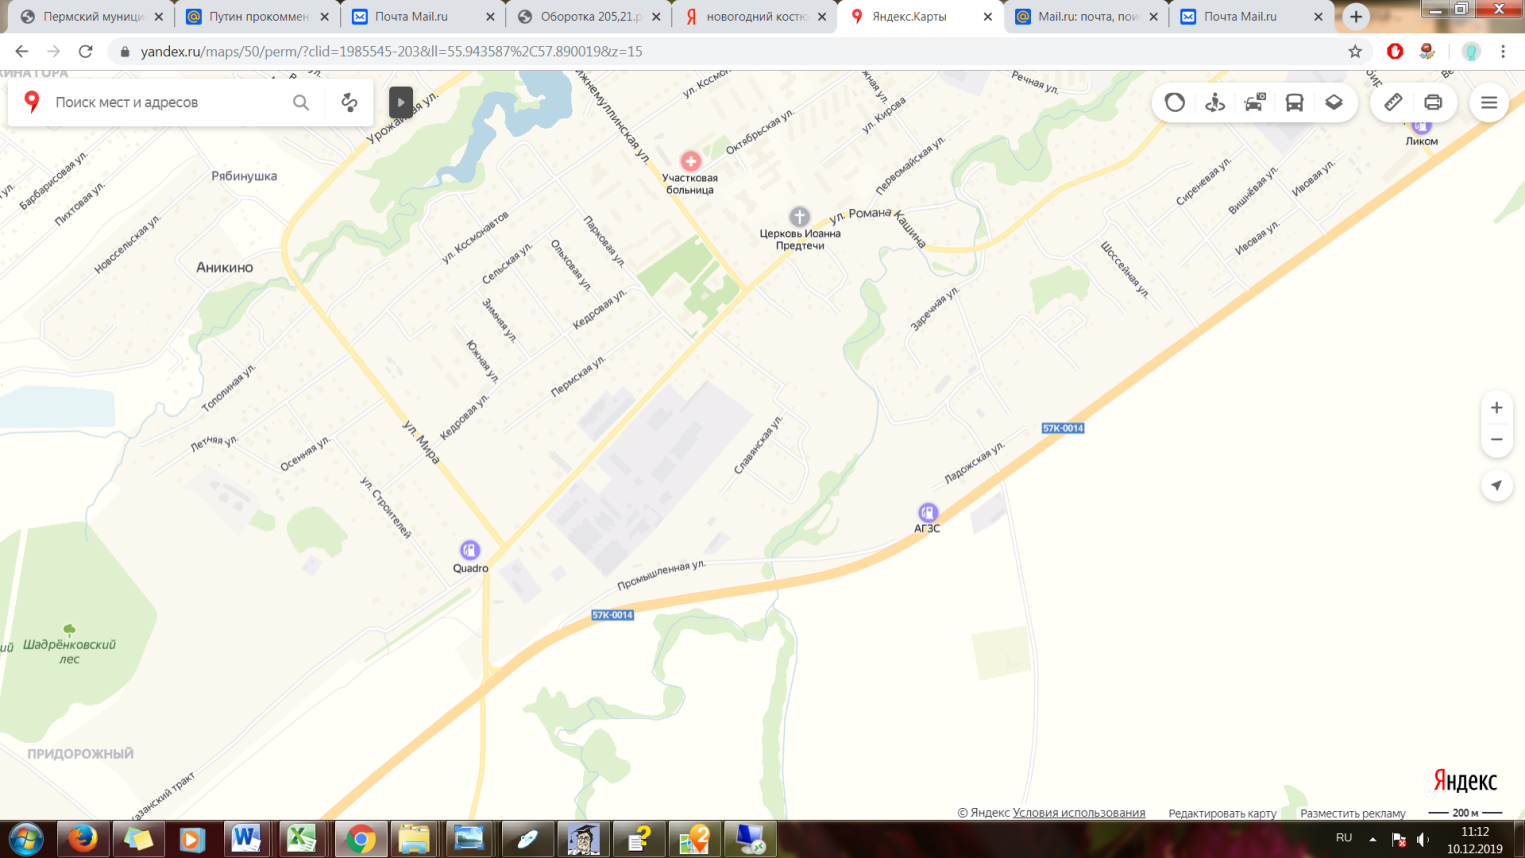 Пермский муници
Путин прокоммен
Почта Mail.ru
Оборотка 205,21.р
новогодний костю
Яндекс.Карты
Mail.ru: почта, пои
Почта Mail.ru
yandex.ru/maps/50/perm/?clid=1985545-203&ll=55.943587%2C57.890019&z=15
КИНАТОРА
Поиск мест и адресов
Урожайная ул.
ул. Космон
Речная ул.
Октябрьская ул.
ул. Кирова
Первомайская ул.
Ликом
Барбарисовая ул.
Пихтовая ул.
Рябинушка
Участковая
больница
Сиреневая ул.
Вишнёвая ул.
Ивовая ул.
Новосельская ул.
Аникино
ул. Космонавтов
Сельская ул.
Ольховая ул.
Парковая ул.
Церковь Иоанна
Предтечи
ул. Романа Кашина
Шоссейная ул.
Ивовая ул.
Зимняя ул.
Кедровая ул.
Заречная ул.
Южная ул.
Пермская ул.
Тополиная ул.
Кедровая ул.
ул. Мира
Летняя ул.
Осенняя ул.
Славянская ул.
57К-0014
Ладожская ул.
ул. Строителей
АГЗС
Quadro
Промышленная ул.
57К-0014
Шадрёнковский
лес
ПРИДОРОЖНЫЙ
Казанский тракт
Яндекс
© Яндекс Условия использования
Редактировать карту
Разместить рекламу
200 м
RU
11:12
10.12.2019